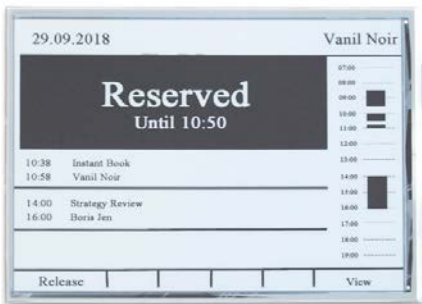 29.09.2018 Vanil Noir
Reserved
Until 10:50
10:38 Instant Book
10:58 Vanil Noir
14:00 Strategy Review
16:00 Boris Jen
07:00
08:00
09:00
10:00
11:00
12:00
13:00
14:00
15:00
16:00
17:00
18:00
19:00
Release View